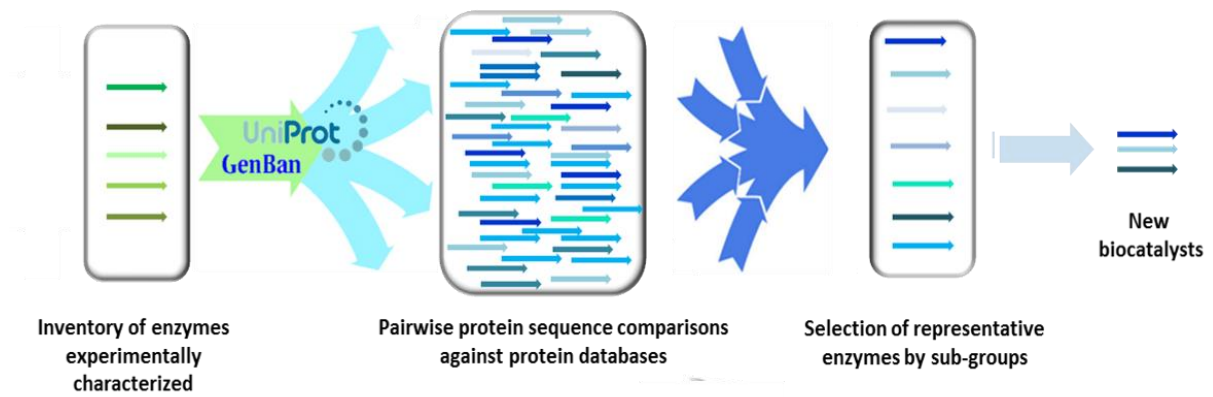 UniProt
GenBan
Inventory of enzymes
experimentally
characterized
Pairwise protein sequence comparisons
against protein databases
Selection of representative
enzymes by sub-groups
New
biocatalysts